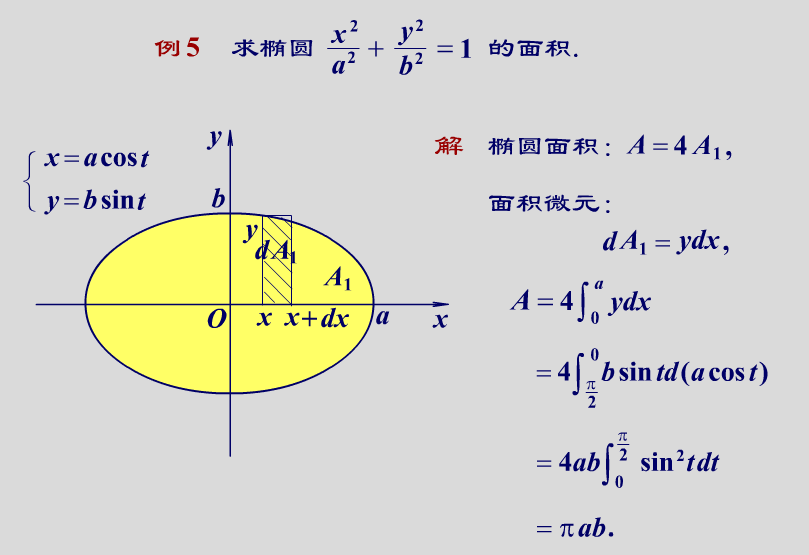 例5 求椭圆 x²/a² + y²/b² = 1 的面积.
{ x = a cos t
y = b sin t
y
b
y
dA₁
A₁
O x x+dx a x
解 椭圆面积: A = 4A₁,
面积微元:
dA₁ = ydx,
A = 4∫₀ᵃ ydx
= 4∫_{π/2}^{0} b sin td(a cos t)
= 4ab∫_{0}^{π/2} sin²tdt
= πab.